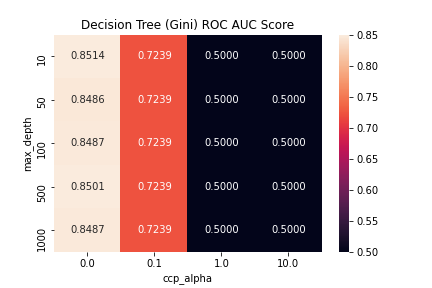 Decision Tree (Gini) ROC AUC Score
max_depth
10 0.8514 0.7239 0.5000 0.5000
50 0.8486 0.7239 0.5000 0.5000
100 0.8487 0.7239 0.5000 0.5000
500 0.8501 0.7239 0.5000 0.5000
1000 0.8487 0.7239 0.5000 0.5000
0.0 0.1 1.0 10.0
ccp_alpha
0.85
0.80
0.75
0.70
0.65
0.60
0.55
0.50